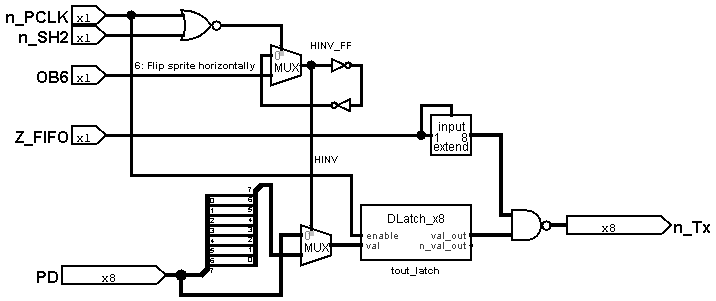 n_PCLK x1
n_SH2 x1
HINV_FF
0
MUX
6: Flip sprite horizontally
OB6 x1
Z_FIFO x1
input
1 8
extend
HINV
7
0 6
1 5
2 4
3 3
4 2
5 1
6 0
7
DLatch_x8
enable val_out
val n_val_out
tout_latch
0
MUX
x8 n_Tx
PD x8